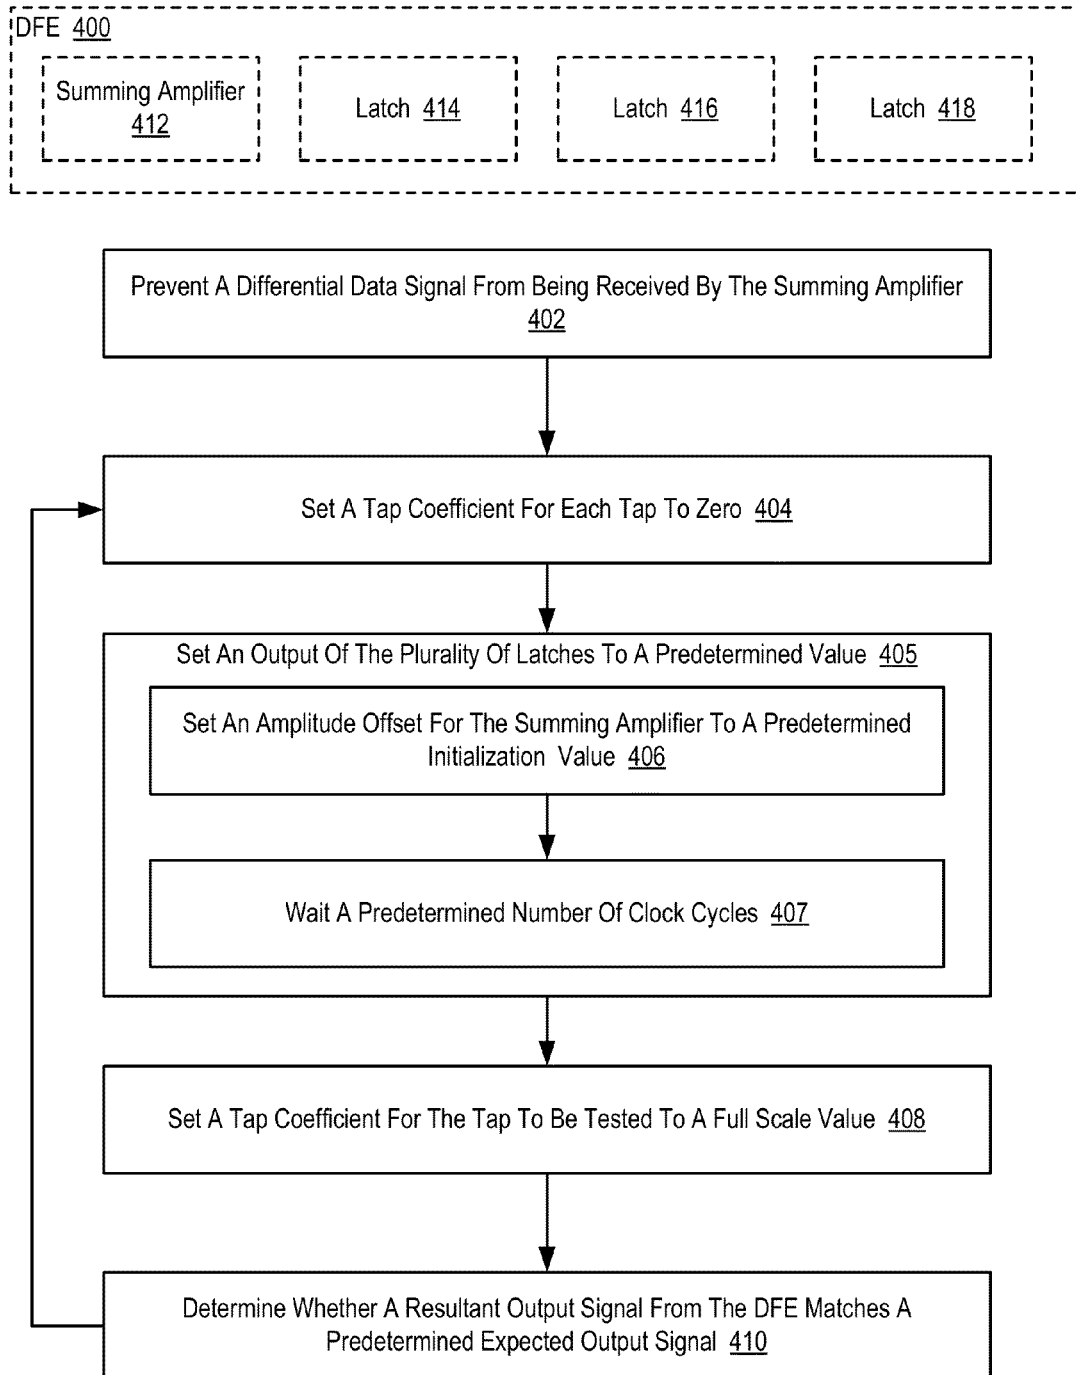 DFE 400
Summing Amplifier
412
Latch 414
Latch 416
Latch 418
Prevent A Differential Data Signal From Being Received By The Summing Amplifier
402
Set A Tap Coefficient For Each Tap To Zero 404
Set An Output Of The Plurality Of Latches To A Predetermined Value 405
Set An Amplitude Offset For The Summing Amplifier To A Predetermined
Initialization Value 406
Wait A Predetermined Number Of Clock Cycles 407
Set A Tap Coefficient For The Tap To Be Tested To A Full Scale Value 408
Determine Whether A Resultant Output Signal From The DFE Matches A
Predetermined Expected Output Signal 410